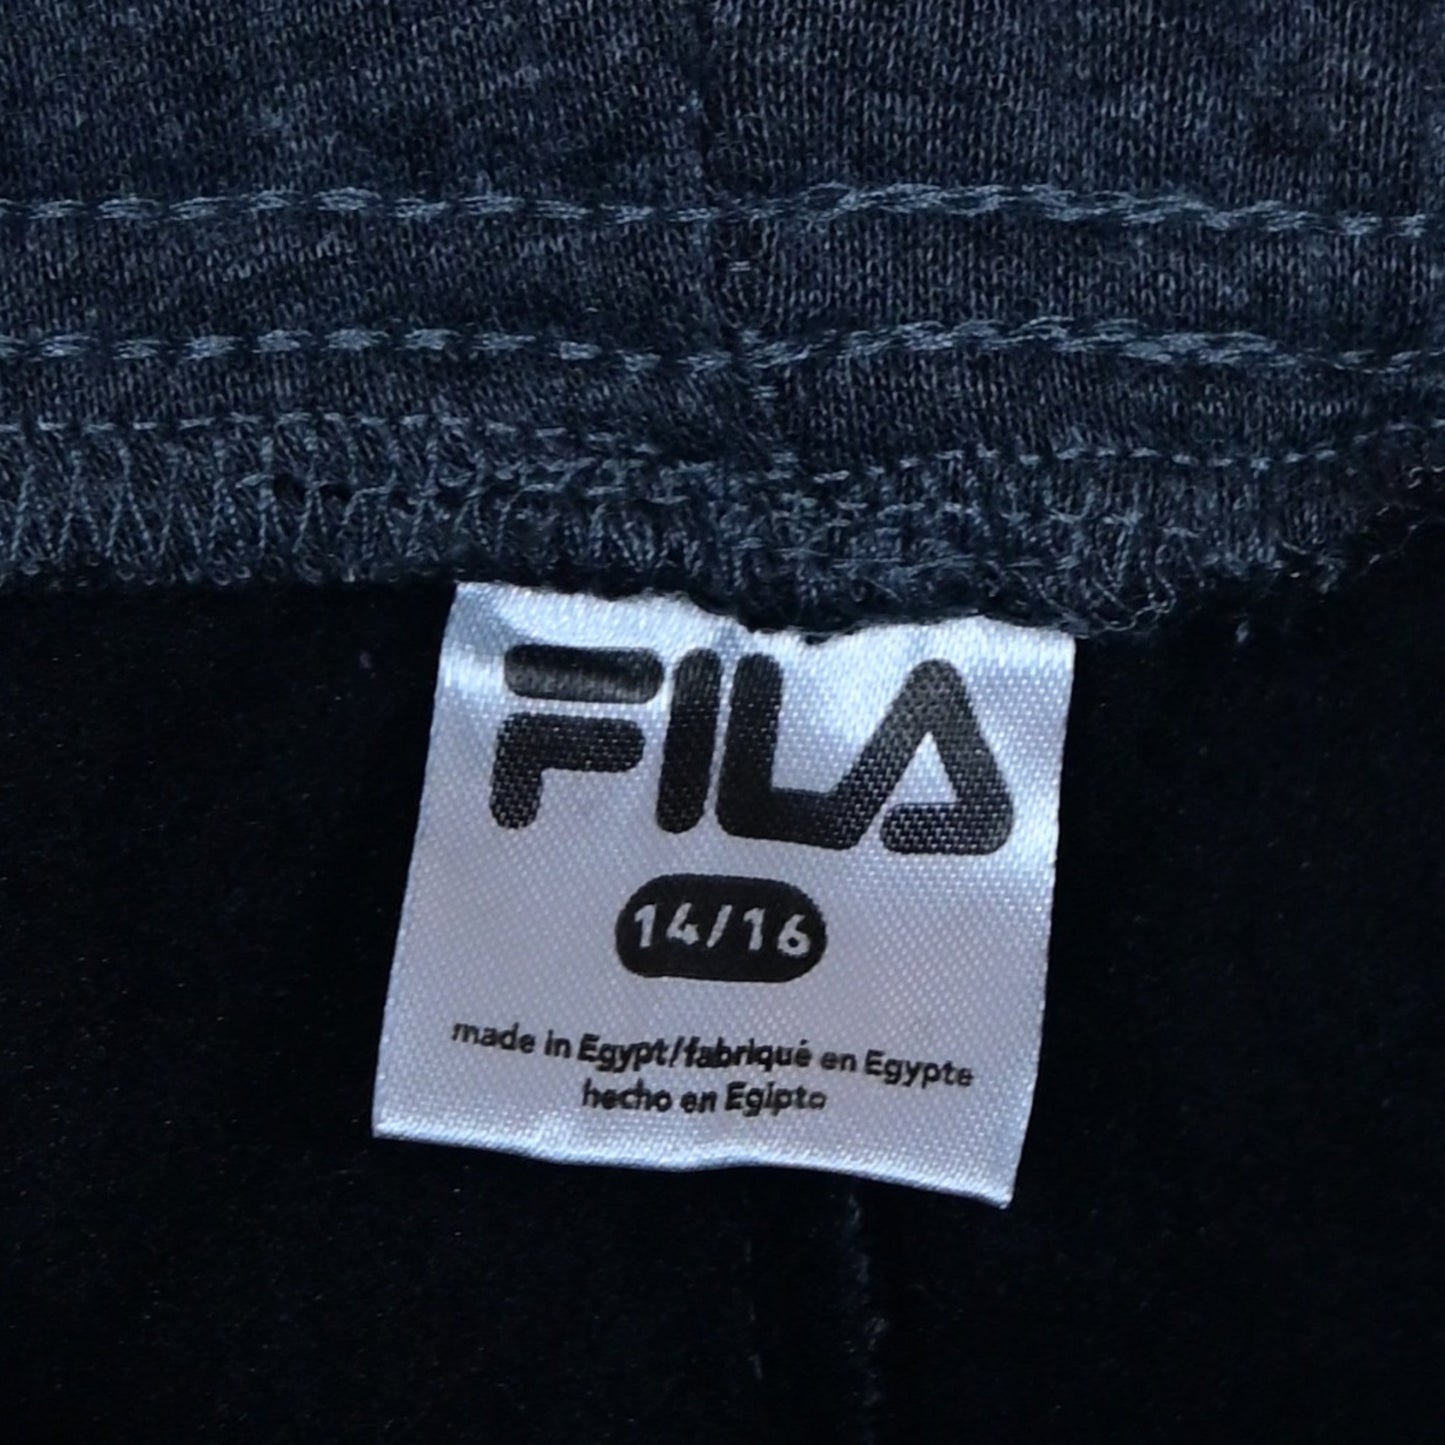 FILA
14/16
made in Egypt/fabriqué en Egypte
hecho en Egipto